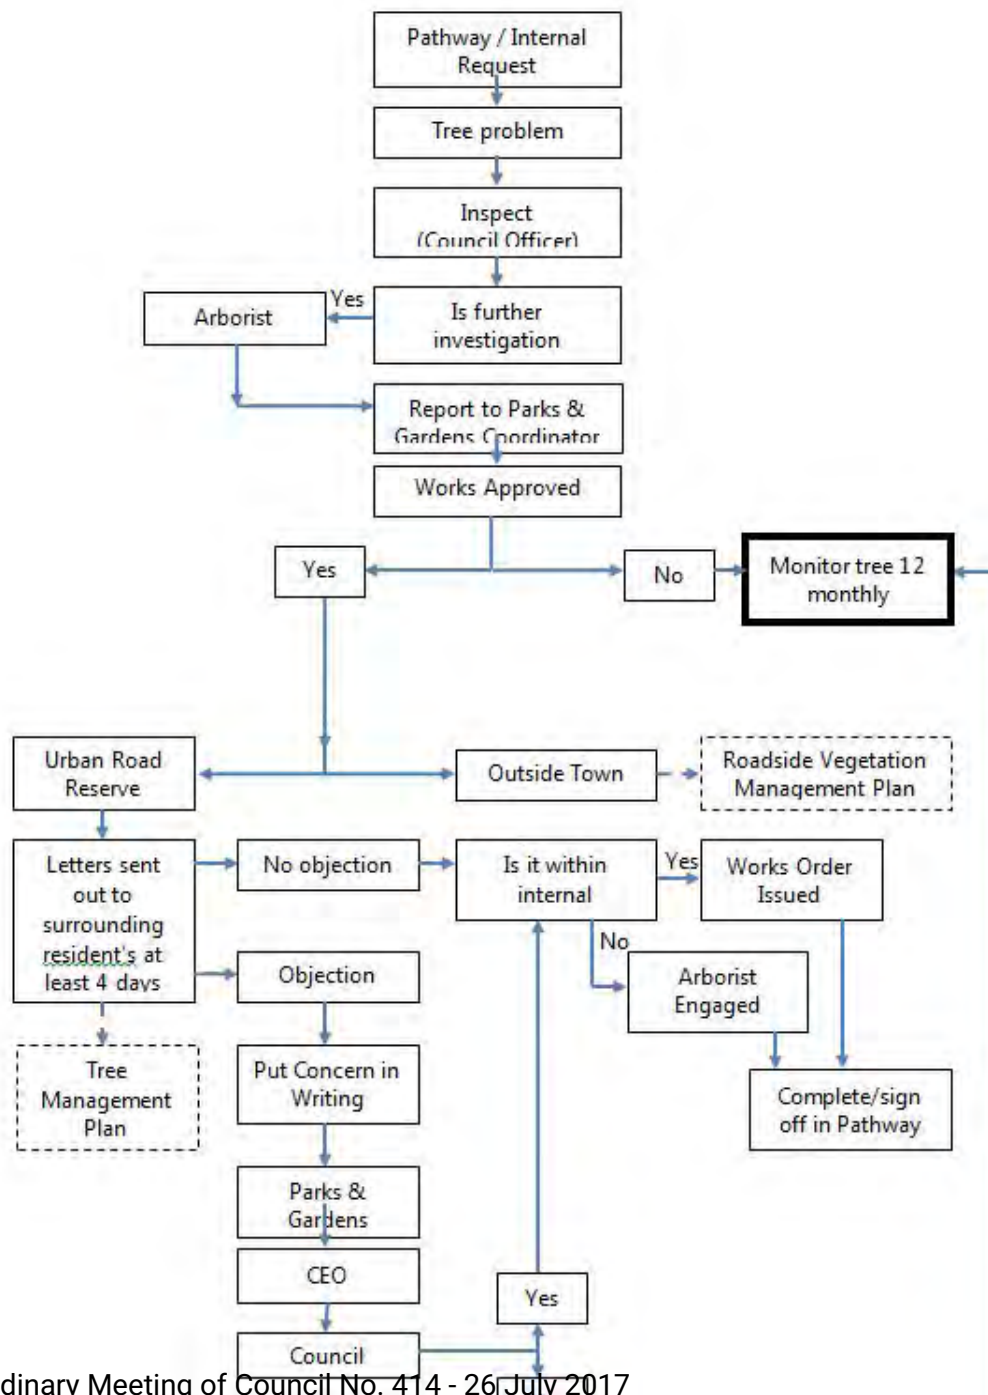 Pathway / Internal
Request
Tree problem
Inspect
(Council Officer)
Is further
investigation
Yes
Arborist
Report to Parks &
Gardens Coordinator
Works Approved
Yes
No
Monitor tree 12
monthly
Urban Road
Reserve
Outside Town
Roadside Vegetation
Management Plan
Letters sent
out to
surrounding
resident's at
least 4 days
No objection
Is it within
internal
Yes
Works Order
Issued
No
Objection
Arborist
Engaged
Tree
Management
Plan
Put Concern in
Writing
Complete/sign
off in Pathway
Parks &
Gardens
CEO
Yes
Council
dinary Meeting of Council No. 414 - 26 July 2017